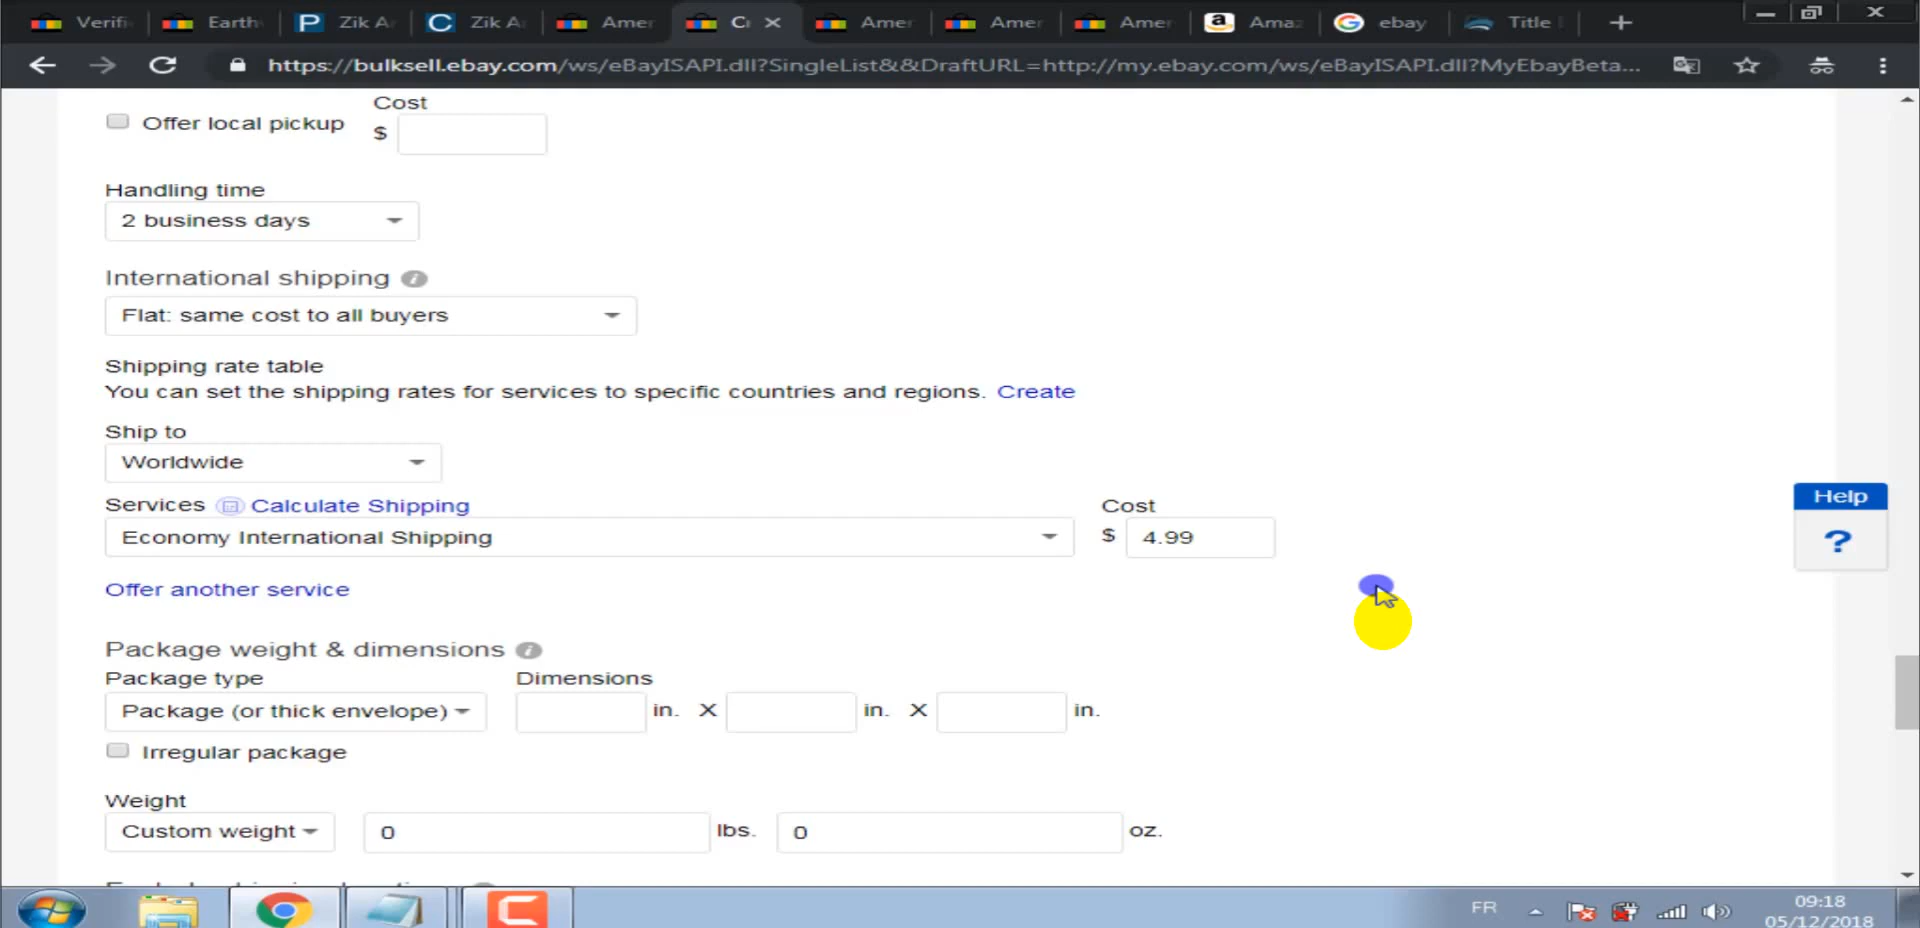 Verifi
Earth
Zik A
Zik A
Amer
Amer
Amer
Amer
Ama
ebay
Title
https://bulksell.ebay.com/ws/eBayISAPI.dll?SingleList&&DraftURL=http://my.ebay.com/ws/eBayISAPI.dll?MyEbayBeta...
Cost
Offer local pickup
$
Handling time
2 business days
International shipping
Flat: same cost to all buyers
Shipping rate table
You can set the shipping rates for services to specific countries and regions. Create
Ship to
Worldwide
Services Calculate Shipping Cost
Economy International Shipping $ 4.99
Help
?
Offer another service
Package weight & dimensions
Package type Dimensions
Package (or thick envelope) in. X in. X in.
Irregular package
Weight
Custom weight 0 lbs. 0 oz.
FR
09:18
05/12/2018